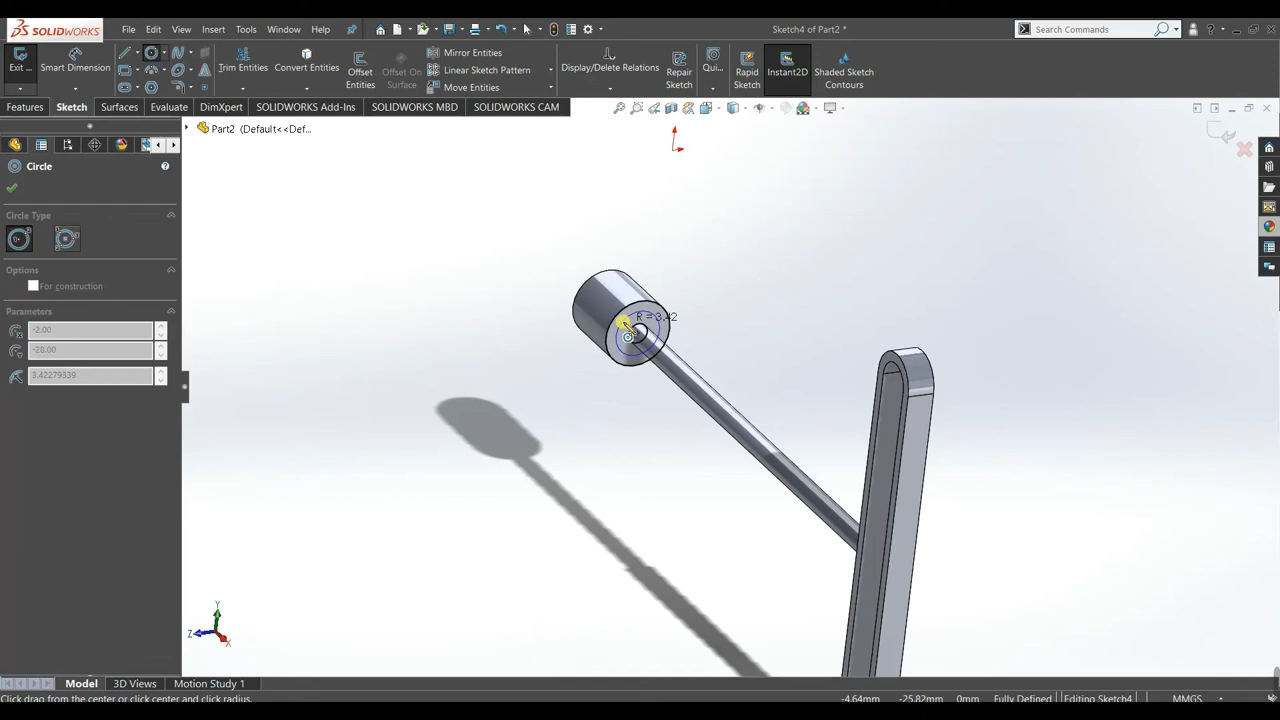 SOLIDWORKS
File Edit View Insert Tools Window Help
Sketch4 of Part2 *
Search Commands
Exit ...
Smart Dimension
Trim Entities
Convert Entities
Offset Entities
Offset On Surface
Mirror Entities
Linear Sketch Pattern
Move Entities
Display/Delete Relations
Repair Sketch
Qui...
Rapid Sketch
Instant2D
Shaded Sketch Contours
Features Sketch Surfaces Evaluate DimXpert SOLIDWORKS Add-Ins SOLIDWORKS MBD SOLIDWORKS CAM
Part2 (Default<<Def...
Circle
Circle Type
Options
For construction
Parameters
-2.00
-28.00
3.42279339
R = 3.42
Y
Z
X
Model 3D Views Motion Study 1
Click drag from the center or click center and click radius.
-4.64mm -25.82mm 0mm Fully Defined Editing Sketch4 MMGS